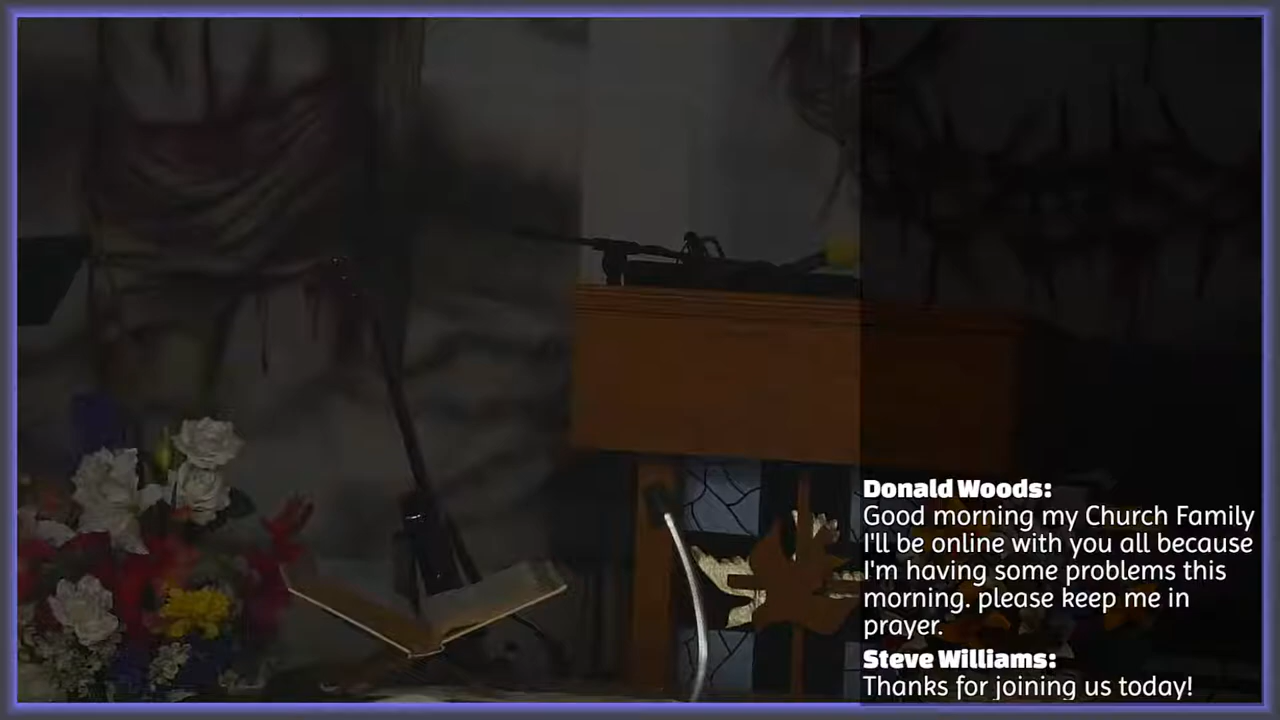 Donald Woods:
Good morning my Church Family
I'll be online with you all because
I'm having some problems this
morning. please keep me in
prayer.
Steve Williams:
Thanks for joining us today!